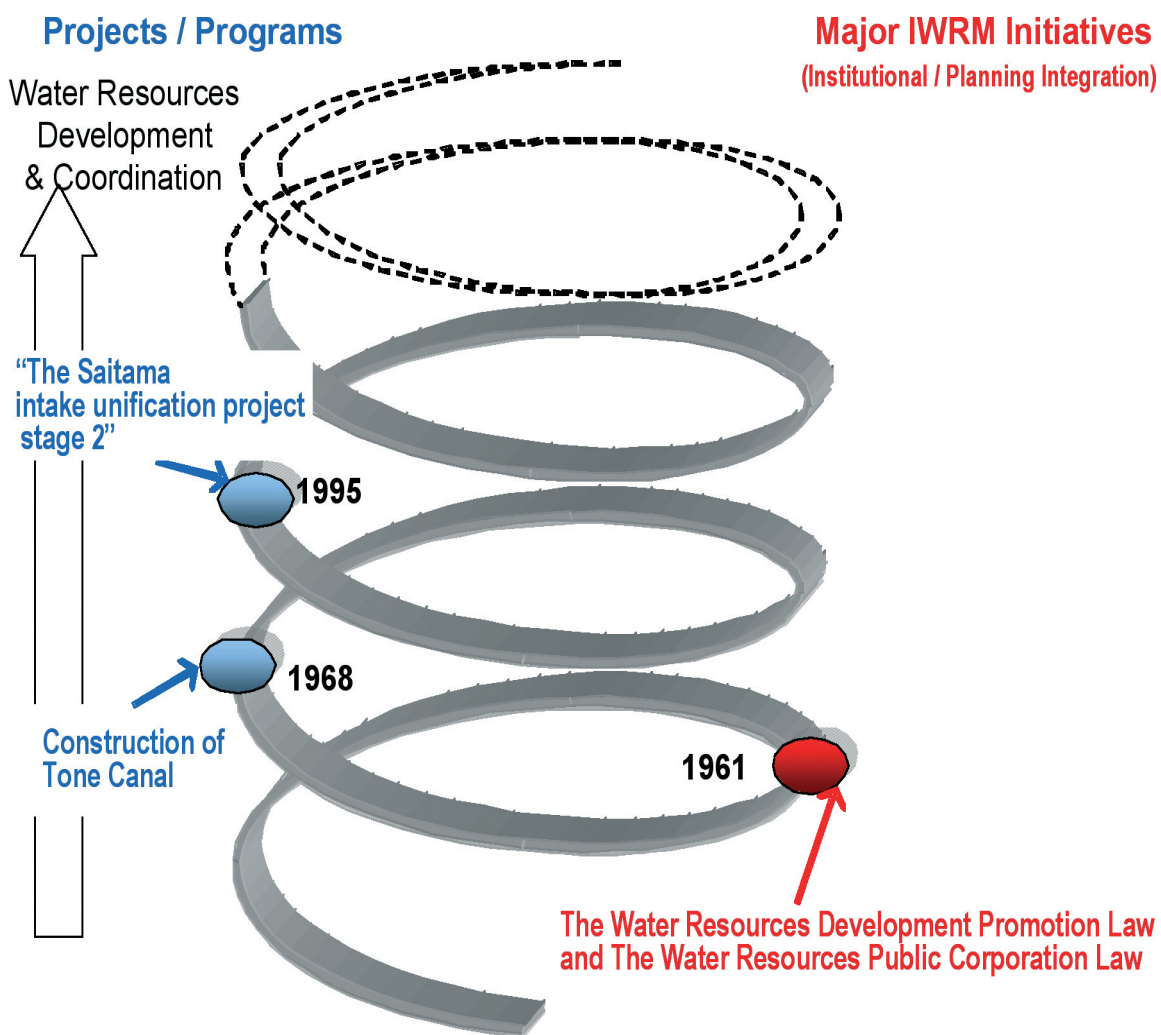 Projects / Programs
Major IWRM Initiatives
(Institutional / Planning Integration)
Water Resources
Development
& Coordination
“The Saitama
intake unification project
stage 2”
1995
1968
Construction of
Tone Canal
1961
The Water Resources Development Promotion Law
and The Water Resources Public Corporation Law